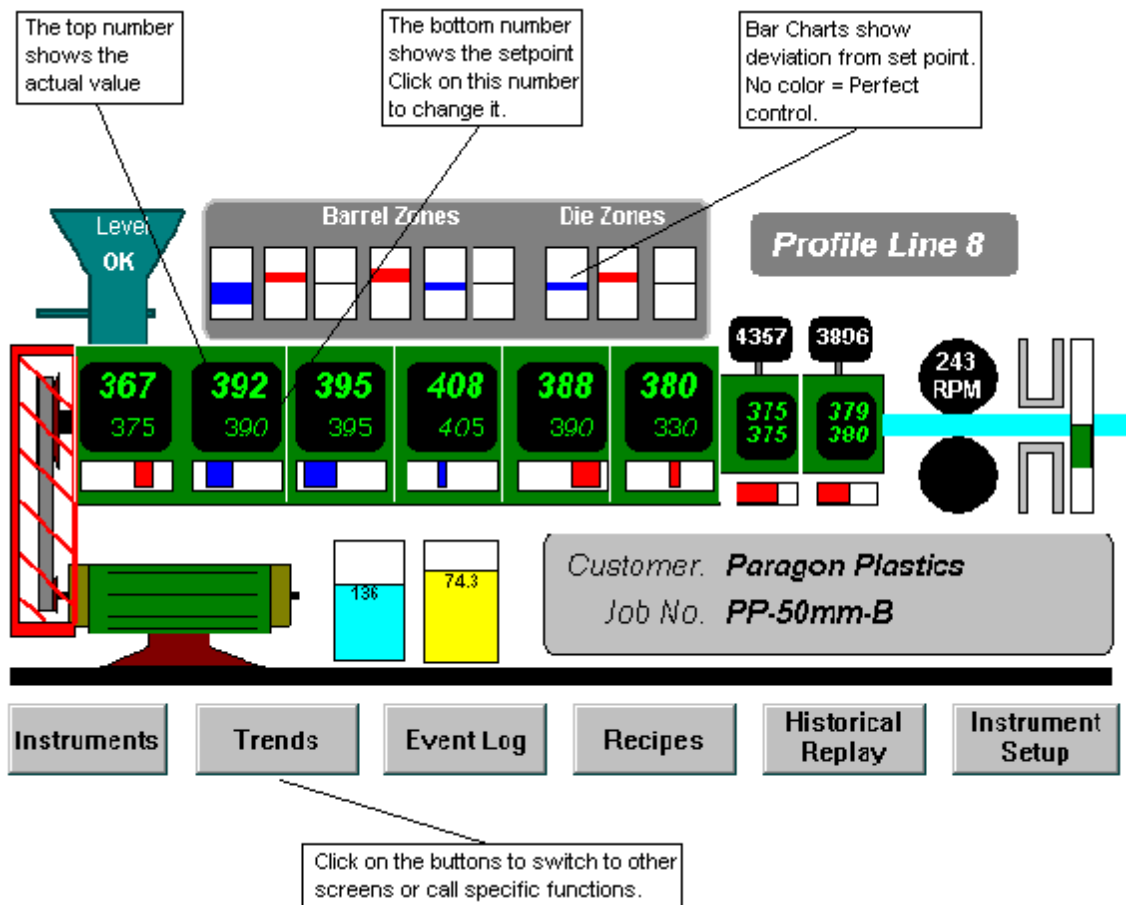 The top number
shows the
actual value
The bottom number
shows the setpoint
Click on this number
to change it.
Bar Charts show
deviation from set point.
No color = Perfect
control.
Level
OK
Barrel Zones
Die Zones
Profile Line 8
367
375
392
390
395
395
408
405
388
390
380
330
4357
375
375
3896
379
380
243
RPM
136
74.3
Customer. Paragon Plastics
Job No. PP-50mm-B
Instruments
Trends
Event Log
Recipes
Historical
Replay
Instrument
Setup
Click on the buttons to switch to other
screens or call specific functions.